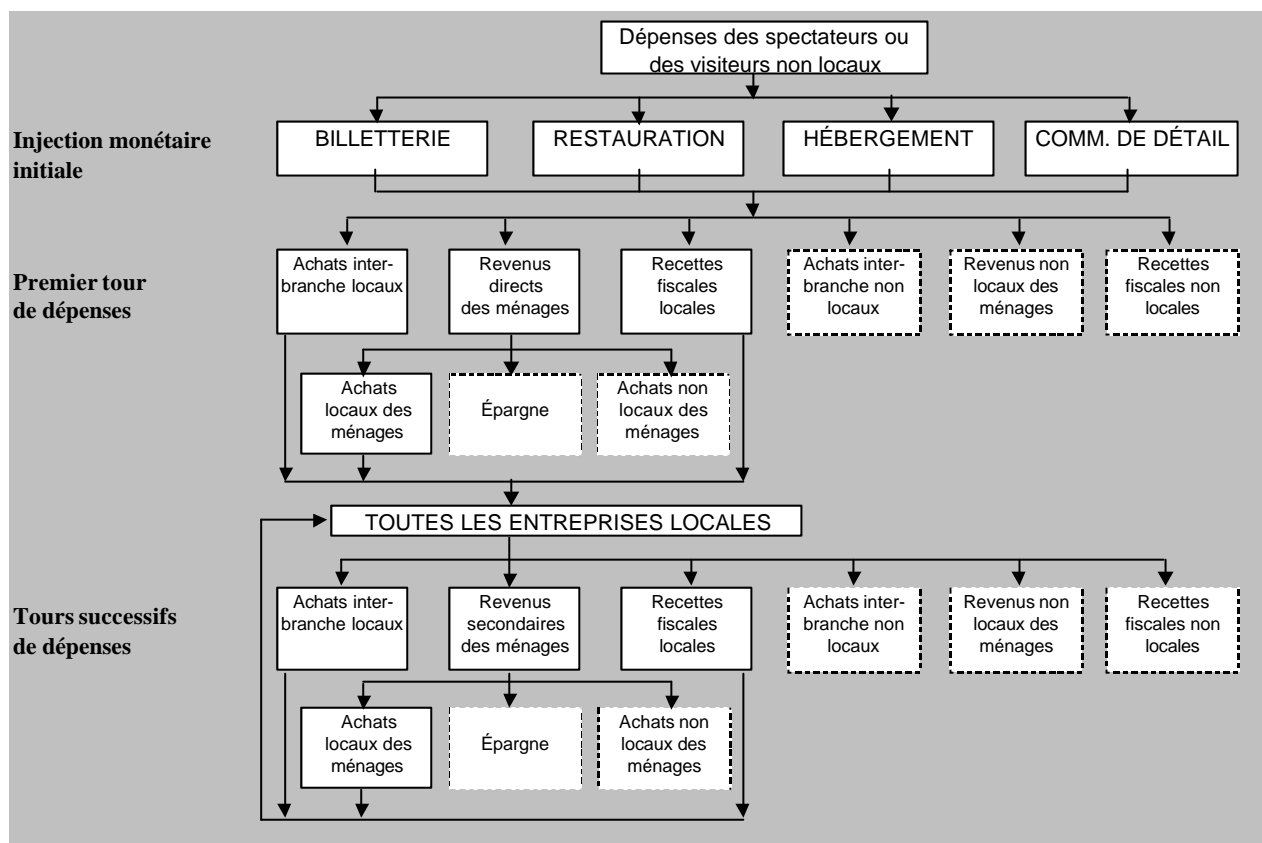 Dépenses des spectateurs ou
des visiteurs non locaux
Injection monétaire
initiale
BILLETTERIE
RESTAURATION
HÉBERGEMENT
COMM. DE DÉTAIL
Premier tour
de dépenses
Achats inter-
branche locaux
Revenus
directs
des ménages
Recettes
fiscales
locales
Achats inter-
branche non
locaux
Revenus non
locaux des
ménages
Recettes
fiscales non
locales
Achats
locaux des
ménages
Épargne
Achats non
locaux des
ménages
TOUTES LES ENTREPRISES LOCALES
Tours successifs
de dépenses
Achats inter-
branche locaux
Revenus
secondaires
des ménages
Recettes
fiscales
locales
Achats inter-
branche non
locaux
Revenus non
locaux des
ménages
Recettes
fiscales non
locales
Achats
locaux des
ménages
Épargne
Achats non
locaux des
ménages